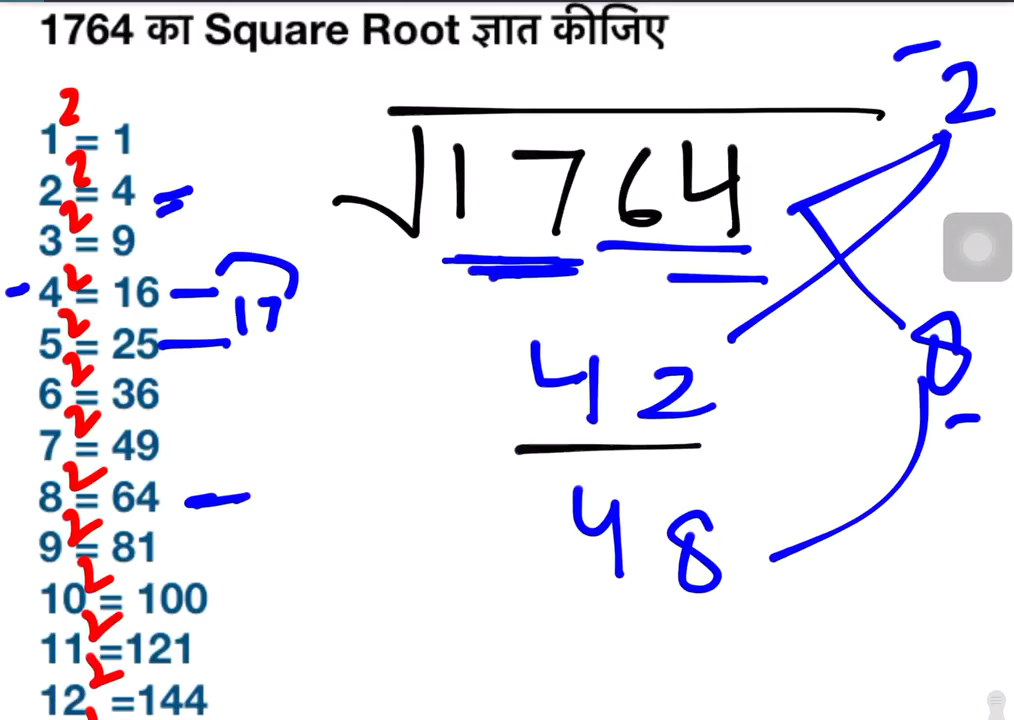 1764 का Square Root ज्ञात कीजिए
1² = 1
2² = 4 =
3² = 9
- 4² = 16 — 17
5² = 25 —
6² = 36
7² = 49
8² = 64 —
9² = 81
10² = 100
11² =121
12² =144
√1764
2
8
42
48